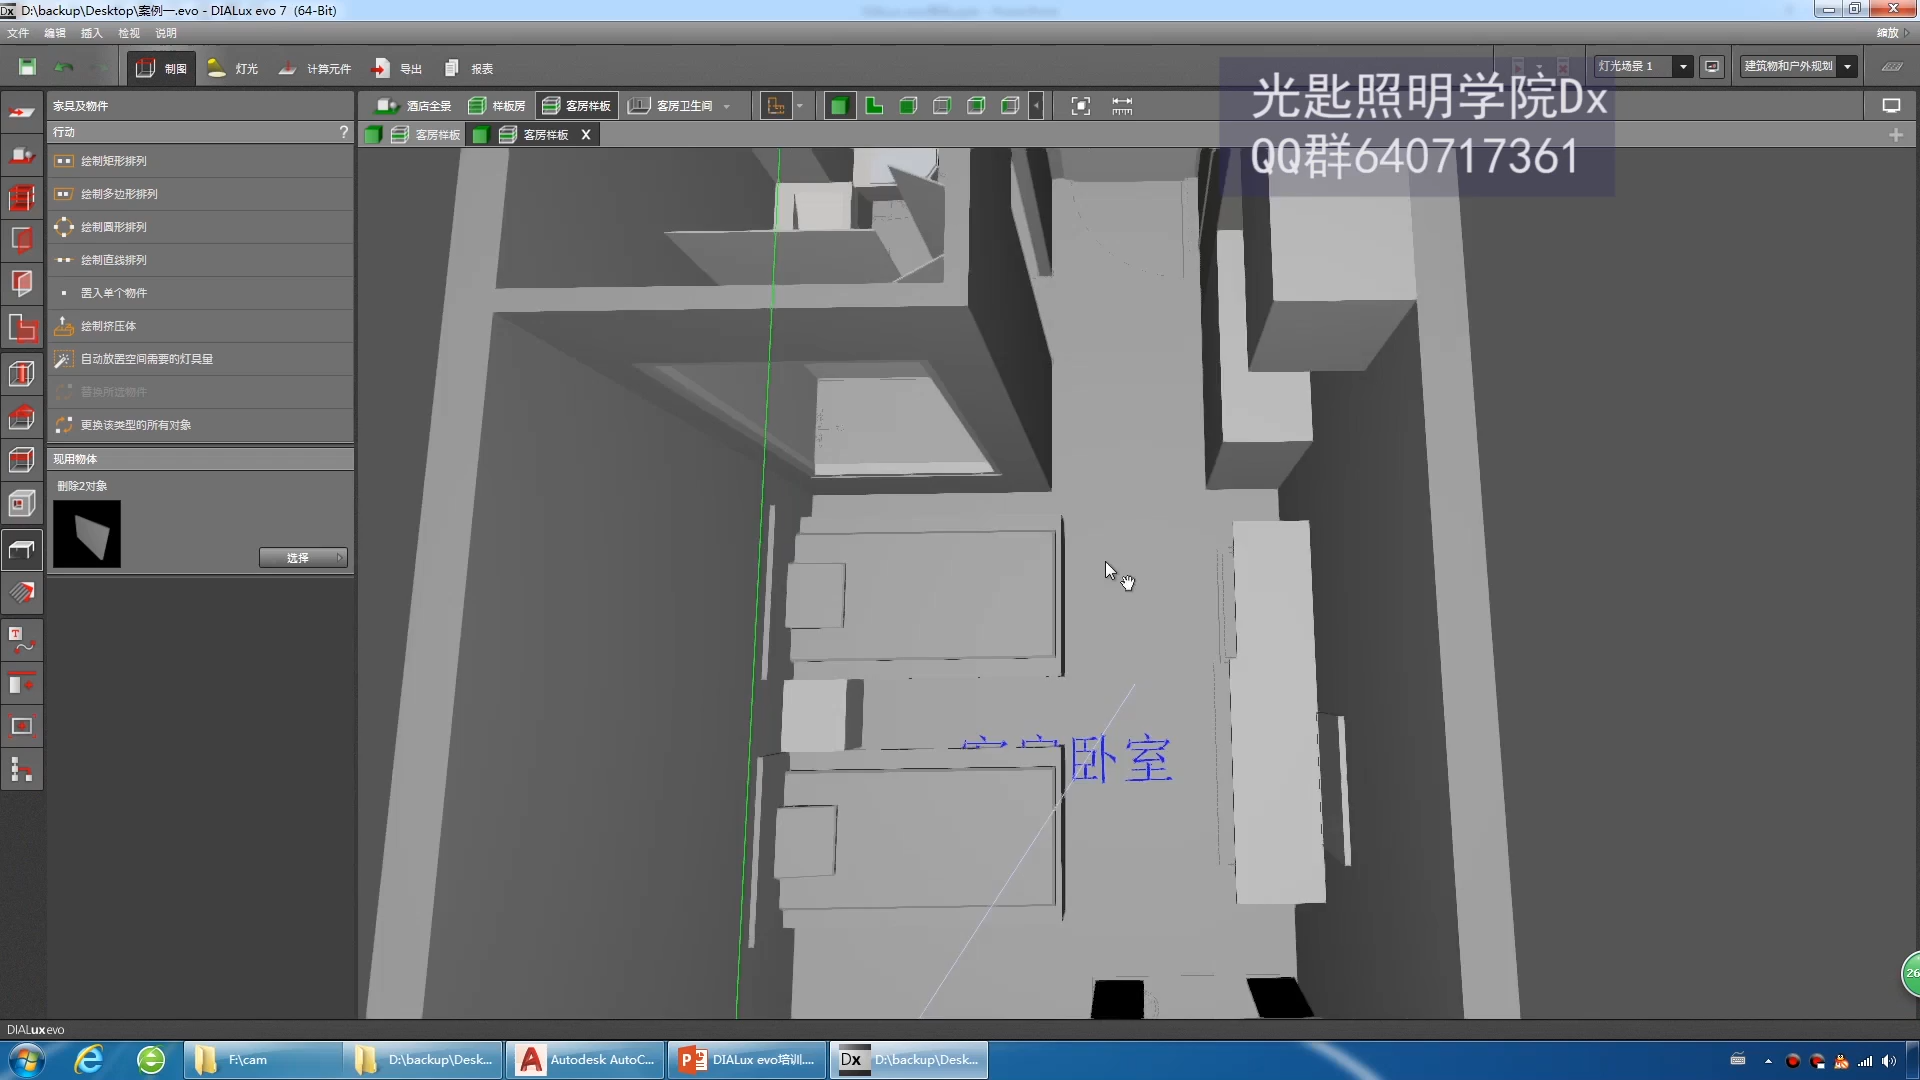 D:\backup\Desktop\案例一.evo - DIALux evo 7 (64-Bit)
文件 编辑 插入 检视 说明
缩放
制图 灯光 计算元件 导出 报表
灯光场景 1
建筑物和户外规划
家具及物件
酒店全景 样板房 客房样板 客房卫生间
光匙照明学院Dx
行动 ?
客房样板 客房样板 X
QQ群640717361
绘制矩形排列
绘制多边形排列
绘制圆形排列
绘制直线排列
置入单个物件
绘制挤压体
自动放置空间需要的灯具量
替换所选物件
更换该类型的所有对象
现用物体
删除2对象
选择
卧室
26
DIALux evo
F:\cam
D:\backup\Desk...
Autodesk AutoC...
DIALux evo培训....
D:\backup\Desk...